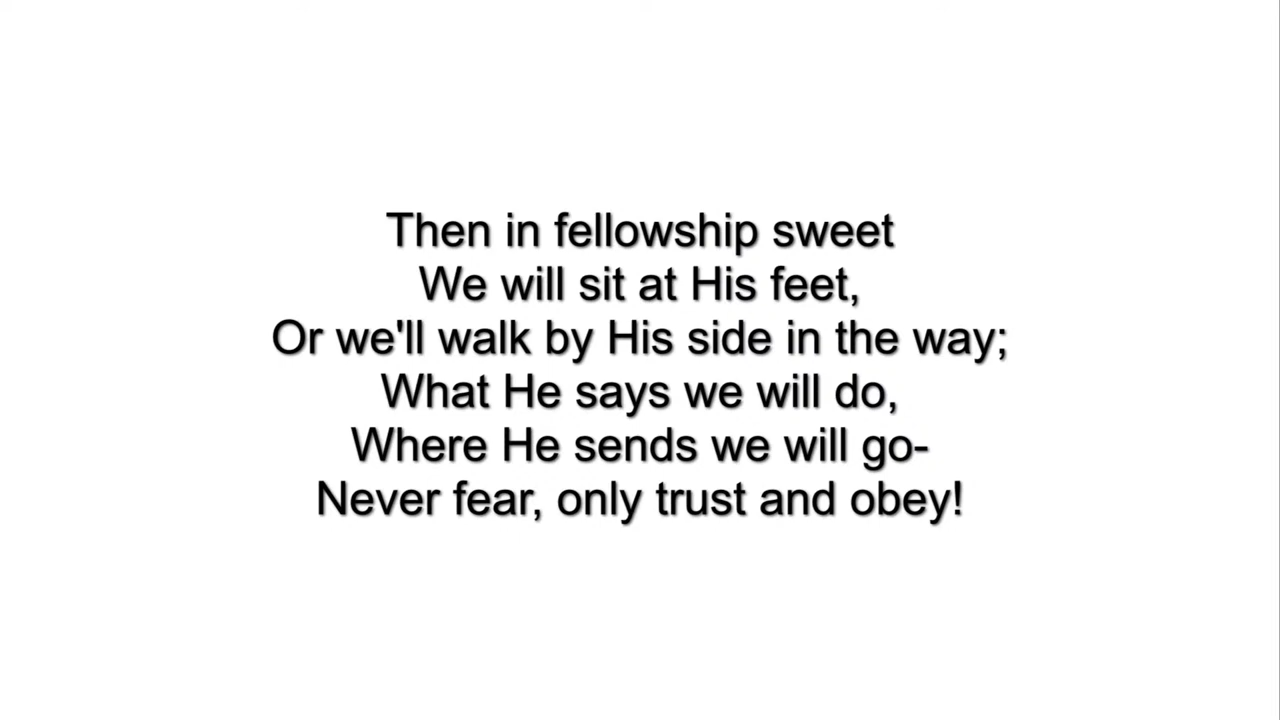 Then in fellowship sweet
We will sit at His feet,
Or we'll walk by His side in the way;
What He says we will do,
Where He sends we will go-
Never fear, only trust and obey!